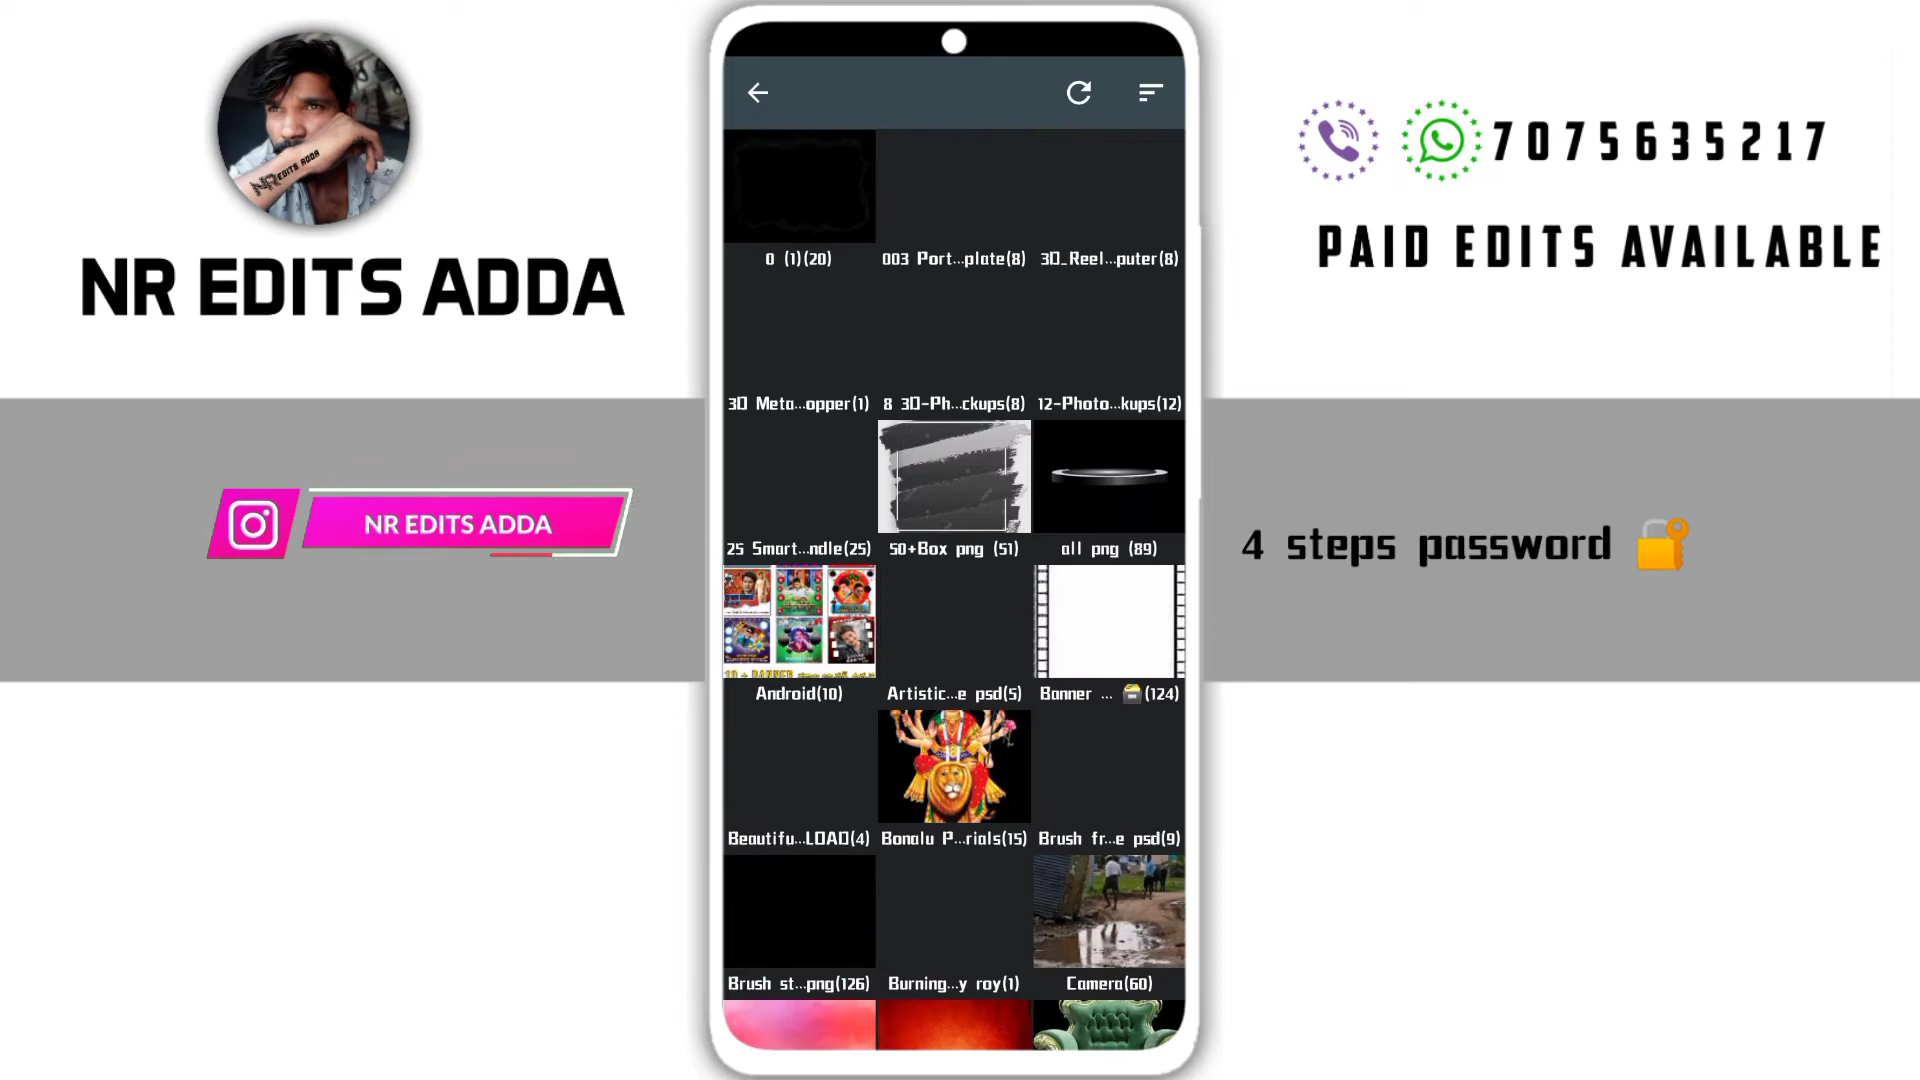 NR EDITS ADDA
NR EDITS ADDA
NR EDITS ADDA
7075635217
PAID EDITS AVAILABLE
4 steps password 🔐
0 (1)(20)
003 Port...plate(8)
3D_Reel...puter(8)
3D Meta...opper(1)
8 3D-Ph...ckups(8)
12-Photo...kups(12)
25 Smart...ndle(25)
50+Box png (51)
all png (89)
Android(10)
Artistic...e psd(5)
Banner ... 🗃(124)
Beautifu...LOAD(4)
Bonalu P...rials(15)
Brush fr...e psd(9)
Brush st...png(126)
Burning...y roy(1)
Camera(60)